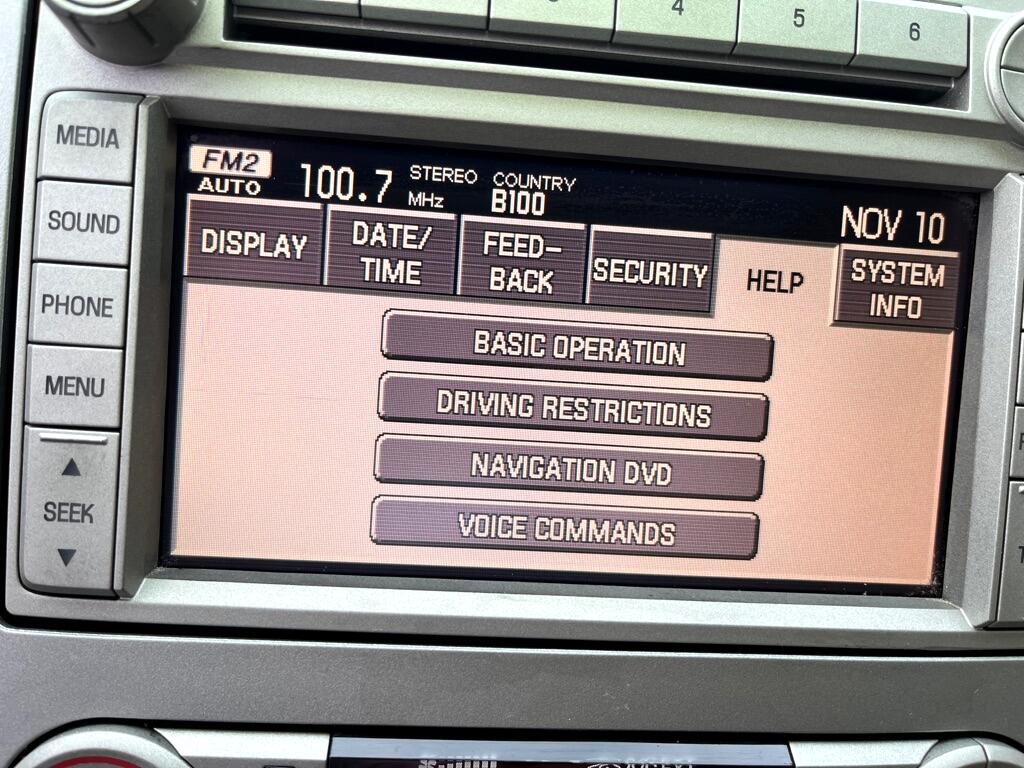 4 5 6
MEDIA
SOUND
PHONE
MENU
SEEK
FM2
AUTO
100.7
MHz
STEREO
COUNTRY
B100
NOV 10
DISPLAY
DATE/
TIME
FEED-
BACK
SECURITY
HELP
SYSTEM
INFO
BASIC OPERATION
DRIVING RESTRICTIONS
NAVIGATION DVD
VOICE COMMANDS